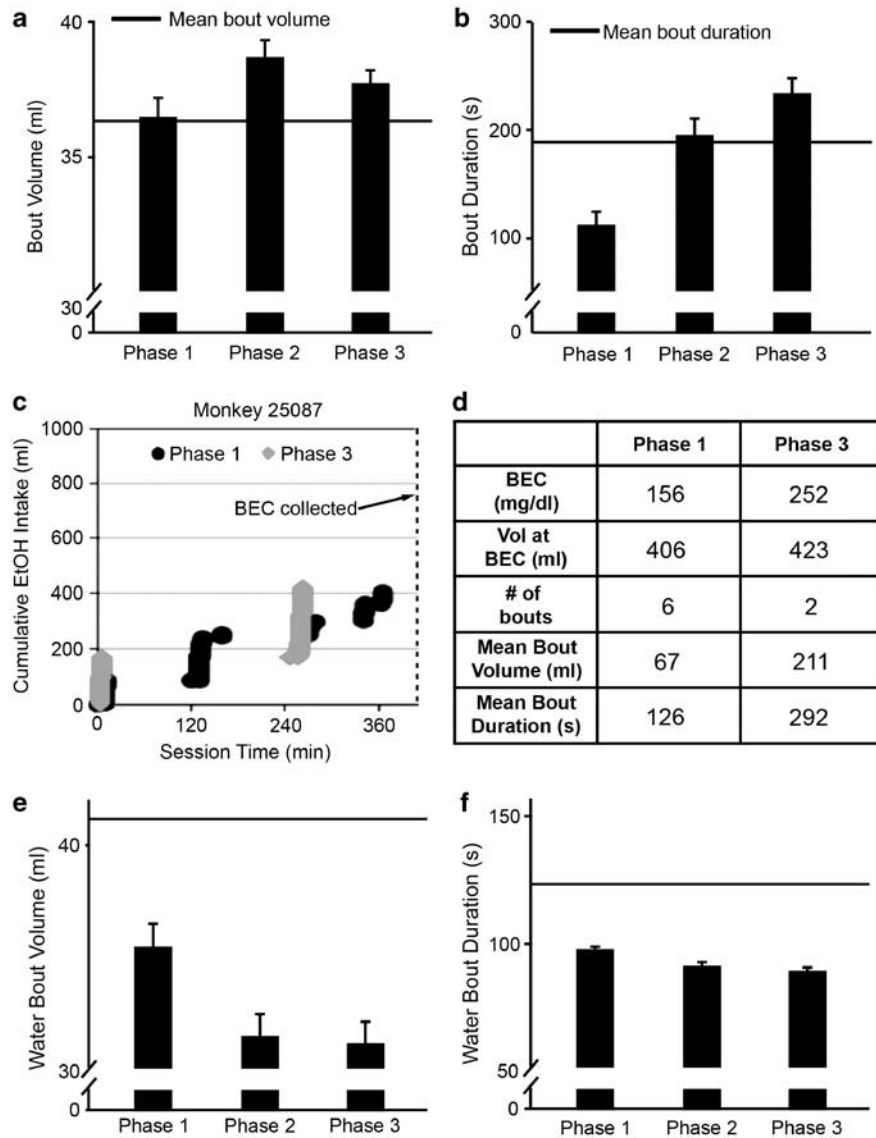 a
Mean bout volume
40
35
30
0
Bout Volume (ml)
Phase 1 Phase 2 Phase 3
b
Mean bout duration
300
200
100
0
Bout Duration (s)
Phase 1 Phase 2 Phase 3
c
Monkey 25087
Phase 1 Phase 3
BEC collected
1000
800
600
400
200
0
Cumulative EtOH Intake (ml)
0 120 240 360
Session Time (min)
d
Phase 1 Phase 3
BEC
(mg/dl)
156 252
Vol at
BEC (ml)
406 423
# of
bouts
6 2
Mean Bout
Volume (ml)
67 211
Mean Bout
Duration (s)
126 292
e
40
30
0
Water Bout Volume (ml)
Phase 1 Phase 2 Phase 3
f
150
100
50
0
Water Bout Duration (s)
Phase 1 Phase 2 Phase 3